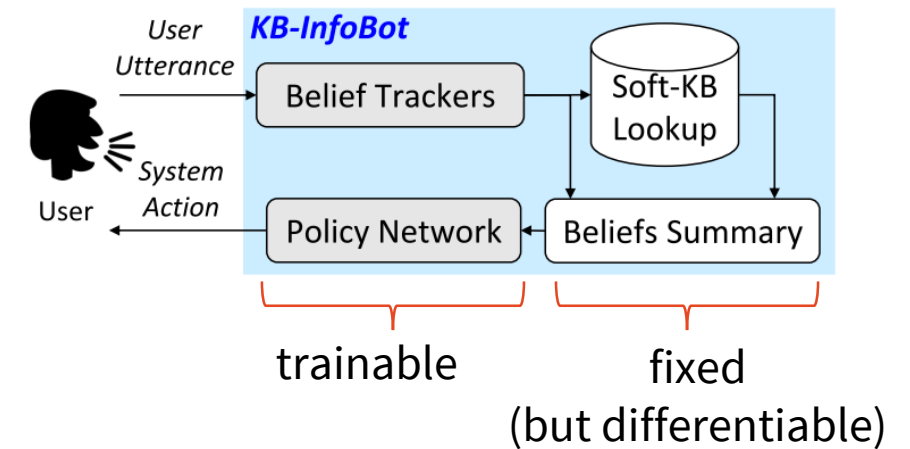 User
Utterance
KB-InfoBot
Belief Trackers
Soft-KB
Lookup
User
System
Action
Policy Network
Beliefs Summary
trainable
fixed
(but differentiable)